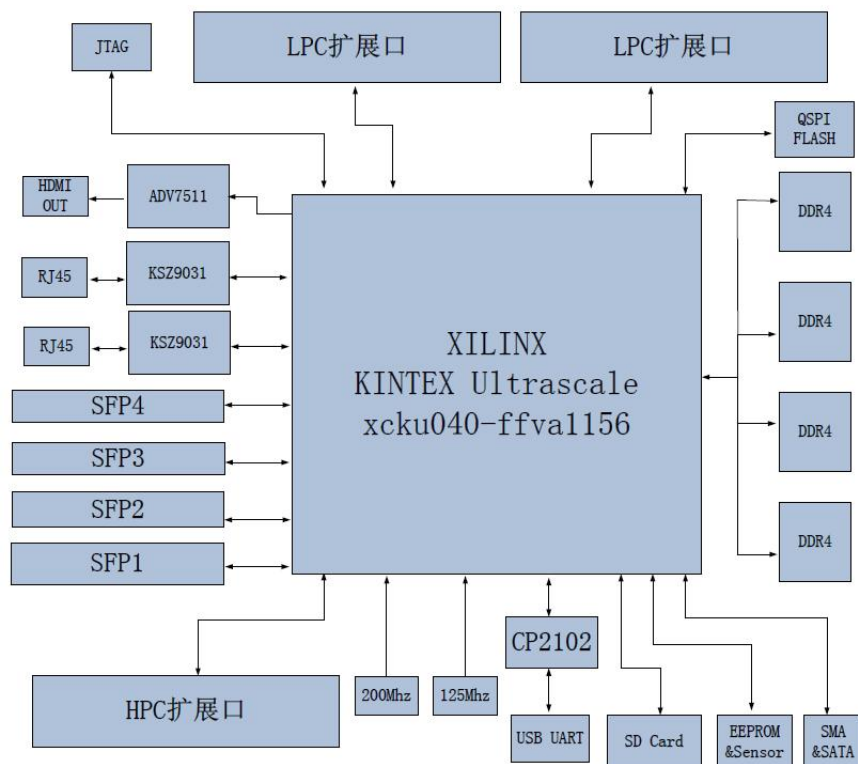 JTAG
LPC扩展口
LPC扩展口
QSPI
FLASH
HDMI
OUT
ADV7511
DDR4
RJ45
KSZ9031
RJ45
KSZ9031
DDR4
XILINX
KINTEX Ultrascale
xcku040-ffva1156
SFP4
DDR4
SFP3
SFP2
SFP1
DDR4
HPC扩展口
200Mhz
125Mhz
CP2102
USB UART
SD Card
EEPROM
&Sensor
SMA
&SATA